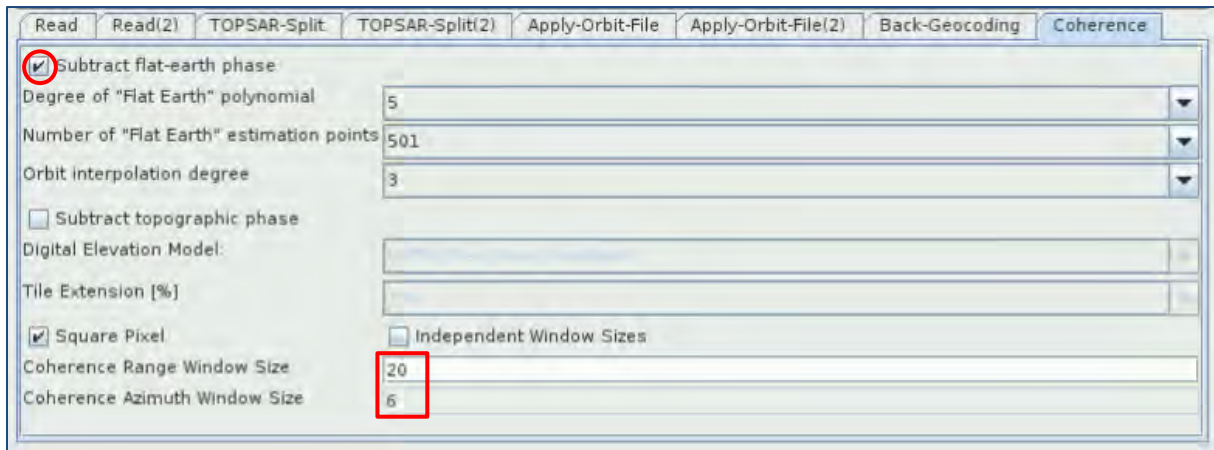 Read Read(2) TOPSAR-Split TOPSAR-Split(2) Apply-Orbit-File Apply-Orbit-File(2) Back-Geocoding Coherence
Subtract flat-earth phase
Degree of "Flat Earth" polynomial 5
Number of "Flat Earth" estimation points 501
Orbit interpolation degree 3
Subtract topographic phase
Digital Elevation Model:
Tile Extension [%]
Square Pixel Independent Window Sizes
Coherence Range Window Size 20
Coherence Azimuth Window Size 6